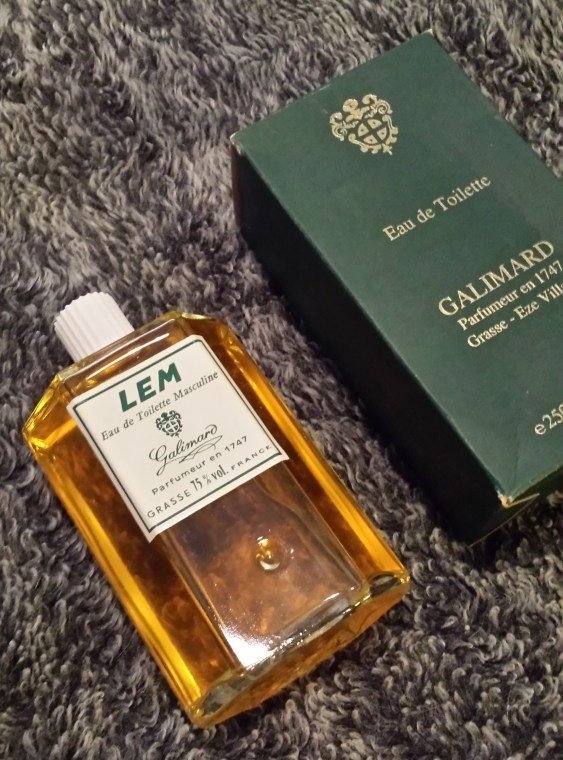 Eau de Toilette
GALIMARD
Parfumeur en 1747
Grasse - Eze
LEM
Eau de Toilette Masculine
Galimard
Parfumeur en 1747
GRASSE 75% vol. FRANCE